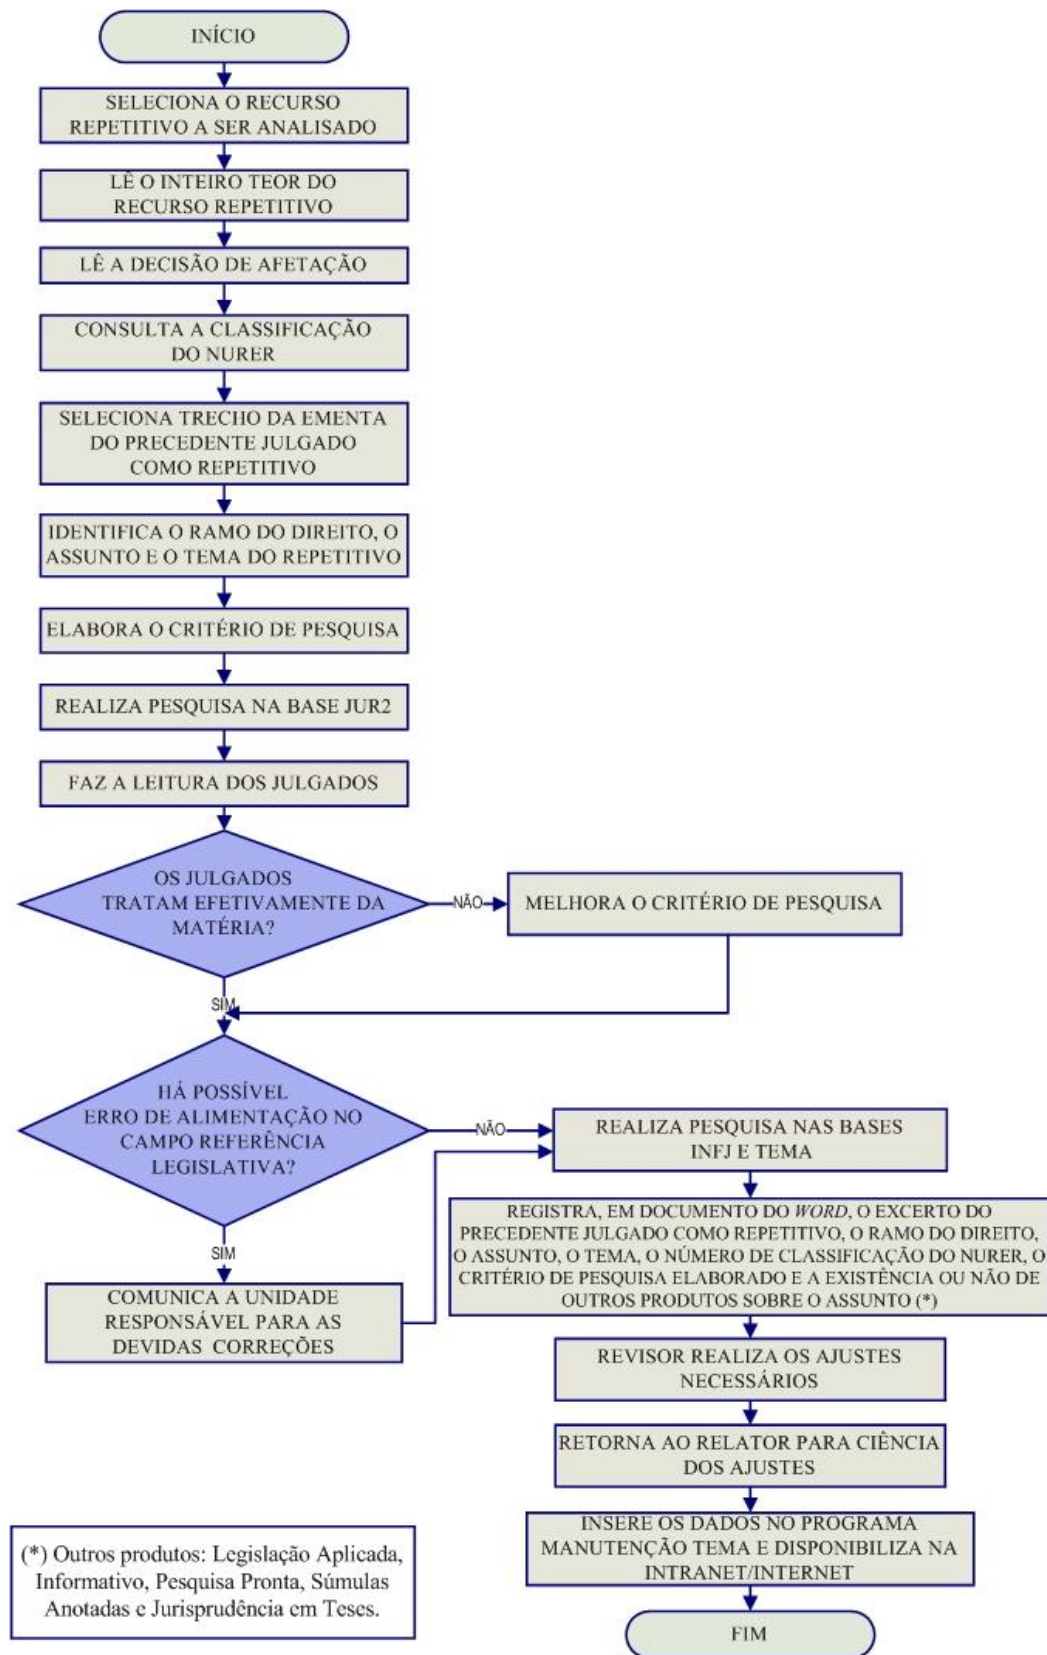 INÍCIO
SELECIONA O RECURSO
REPETITIVO A SER ANALISADO
LÊ O INTEIRO TEOR DO
RECURSO REPETITIVO
LÊ A DECISÃO DE AFETAÇÃO
CONSULTA A CLASSIFICAÇÃO
DO NURER
SELECIONA TRECHO DA EMENTA
DO PRECEDENTE JULGADO
COMO REPETITIVO
IDENTIFICA O RAMO DO DIREITO, O
ASSUNTO E O TEMA DO REPETITIVO
ELABORA O CRITÉRIO DE PESQUISA
REALIZA PESQUISA NA BASE JUR2
FAZ A LEITURA DOS JULGADOS
OS JULGADOS
TRATAM EFETIVAMENTE DA
MATÉRIA?
NÃO
MELHORA O CRITÉRIO DE PESQUISA
SIM
HÁ POSSÍVEL
ERRO DE ALIMENTAÇÃO NO
CAMPO REFERÊNCIA
LEGISLATIVA?
NÃO
REALIZA PESQUISA NAS BASES
INFJ E TEMA
SIM
COMUNICA A UNIDADE
RESPONSÁVEL PARA AS
DEVIDAS CORREÇÕES
REGISTRA, EM DOCUMENTO DO WORD, O EXCERTO DO
PRECEDENTE JULGADO COMO REPETITIVO, O RAMO DO DIREITO,
O ASSUNTO, O TEMA, O NÚMERO DE CLASSIFICAÇÃO DO NURER, O
CRITÉRIO DE PESQUISA ELABORADO E A EXISTÊNCIA OU NÃO DE
OUTROS PRODUTOS SOBRE O ASSUNTO (*)
REVISOR REALIZA OS AJUSTES
NECESSÁRIOS
RETORNA AO RELATOR PARA CIÊNCIA
DOS AJUSTES
INSERE OS DADOS NO PROGRAMA
MANUTENÇÃO TEMA E DISPONIBILIZA NA
INTRANET/INTERNET
FIM
(*) Outros produtos: Legislação Aplicada,
Informativo, Pesquisa Pronta, Súmulas
Anotadas e Jurisprudência em Teses.